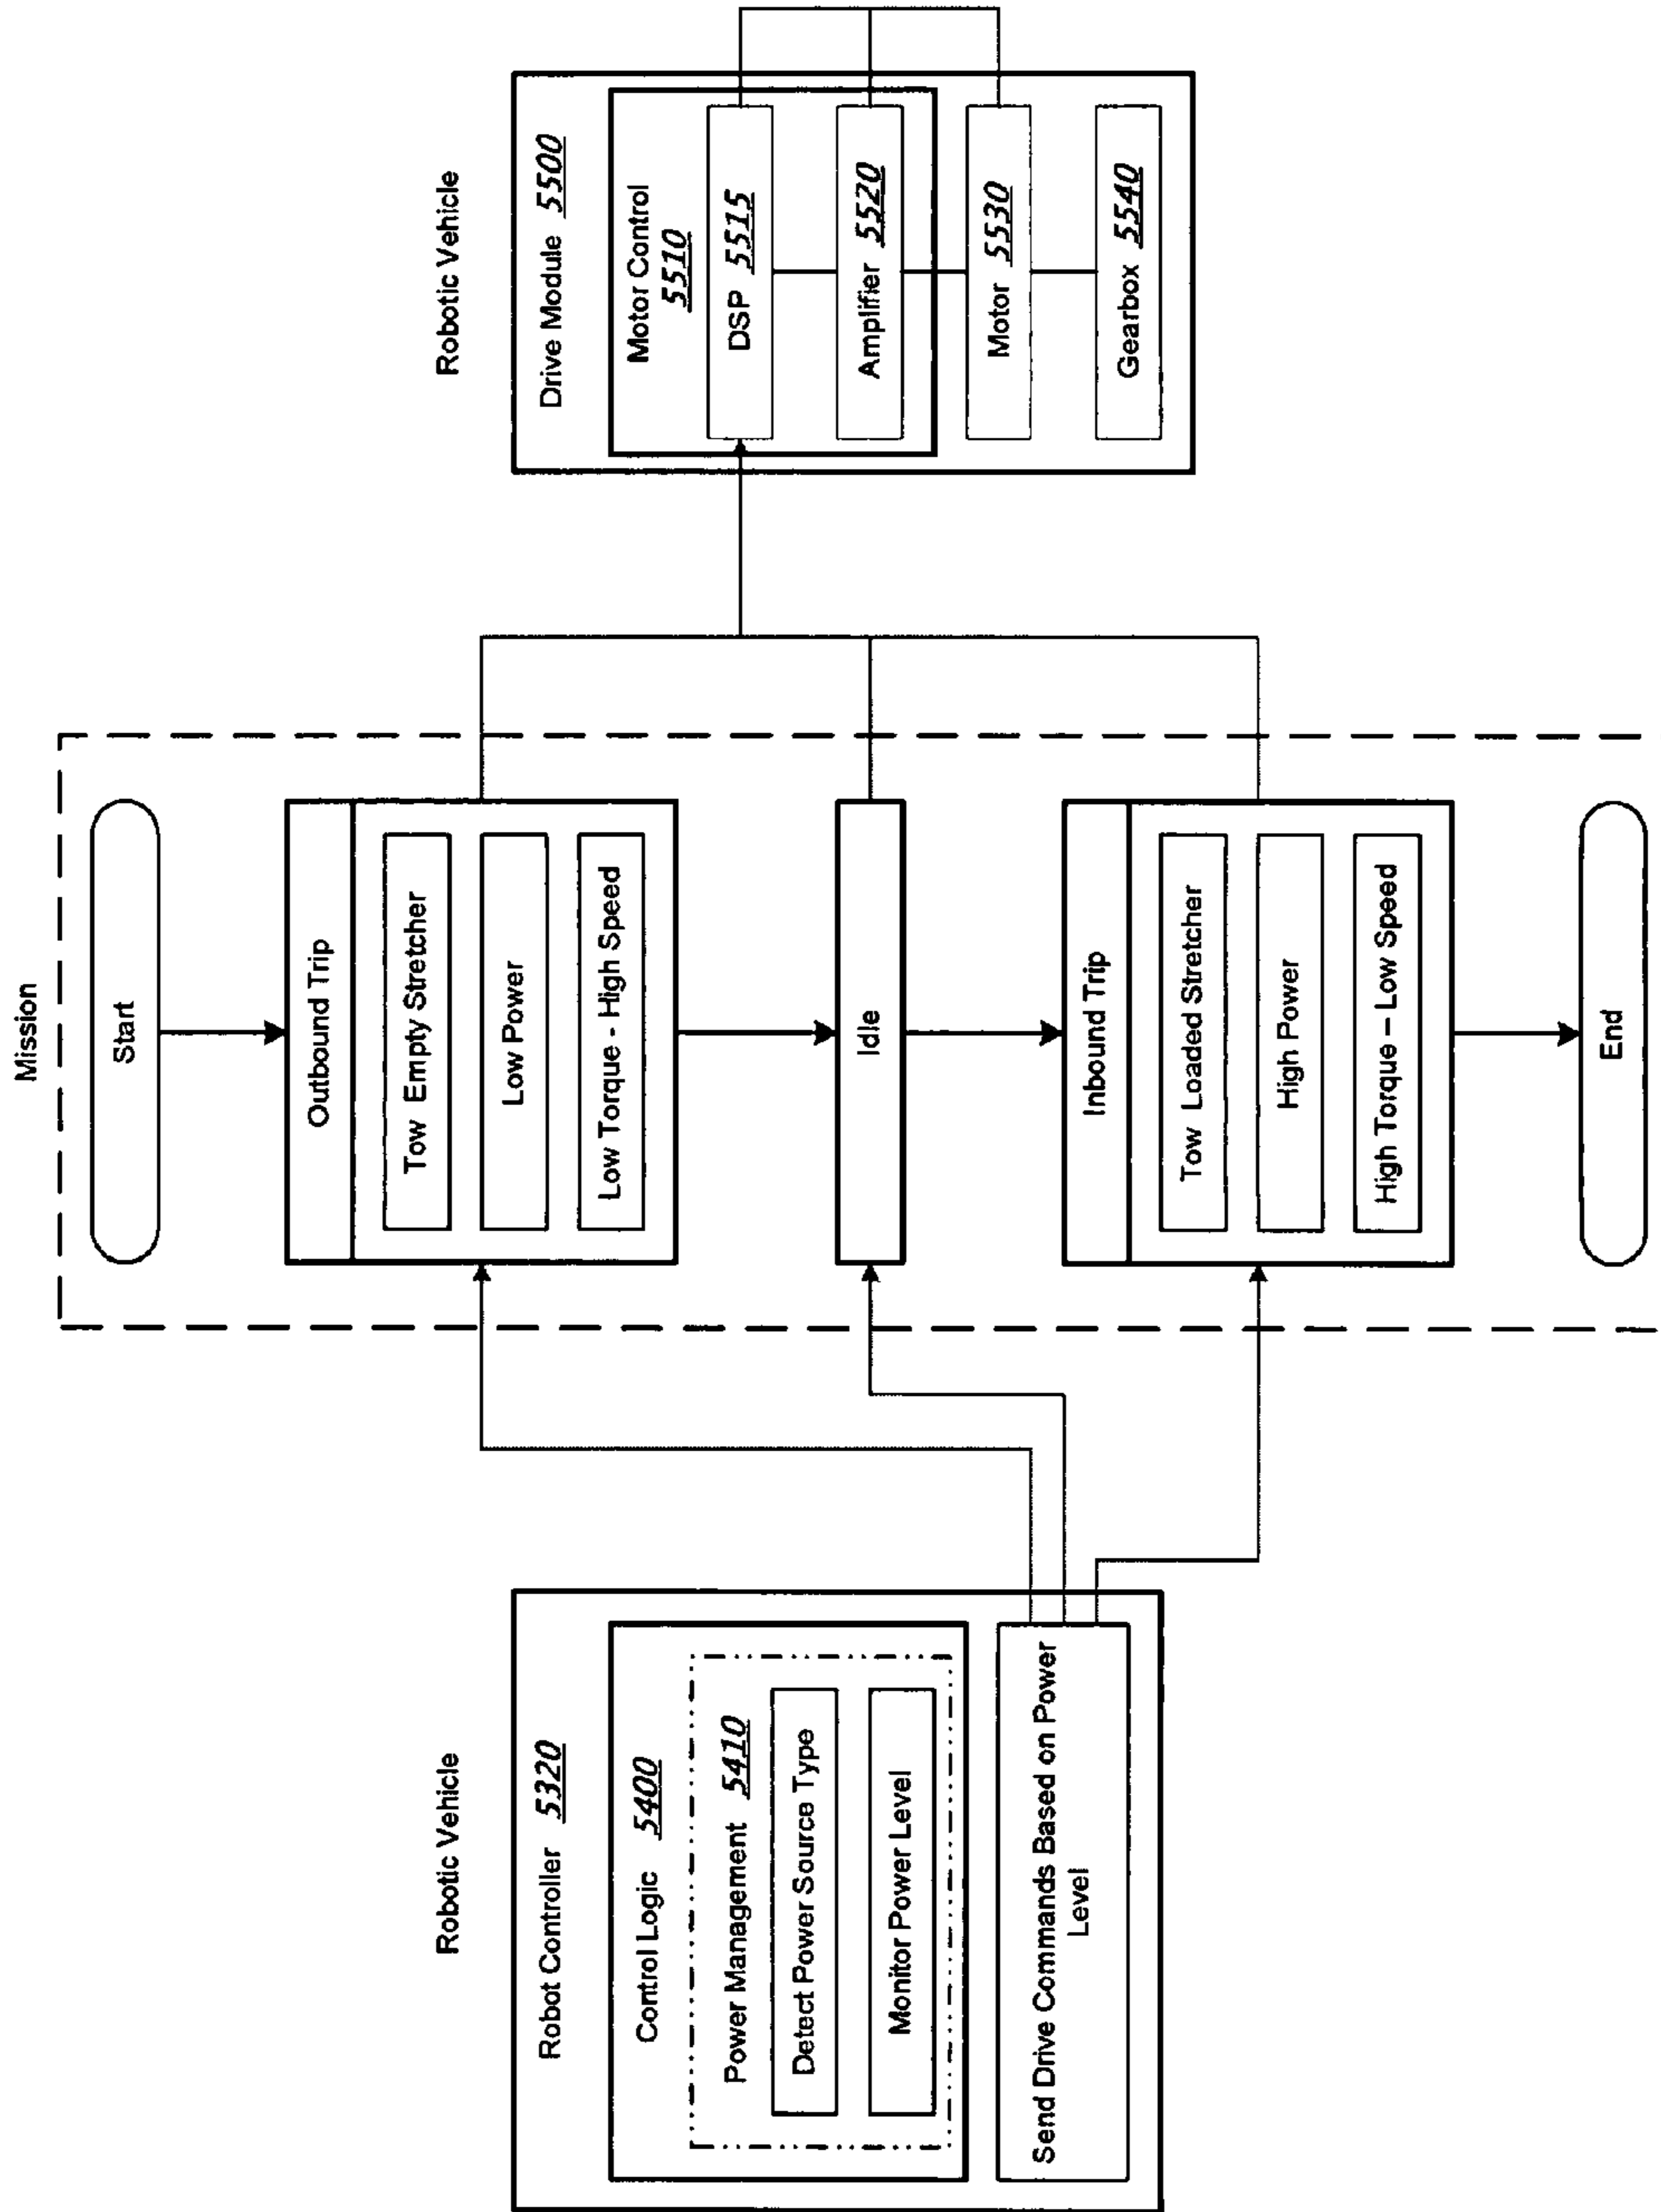 Robotic Vehicle
Robot Controller 5320
Control Logic 5400
Power Management 5410
Detect Power Source Type
Monitor Power Level
Send Drive Commands Based on Power
Level
Mission
Start
Outbound Trip
Tow Empty Stretcher
Low Power
Low Torque - High Speed
Idle
Inbound Trip
Tow Loaded Stretcher
High Power
High Torque – Low Speed
End
Robotic Vehicle
Drive Module 5500
Motor Control
5510
DSP 5515
Amplifier 5520
Motor 5530
Gearbox 5540